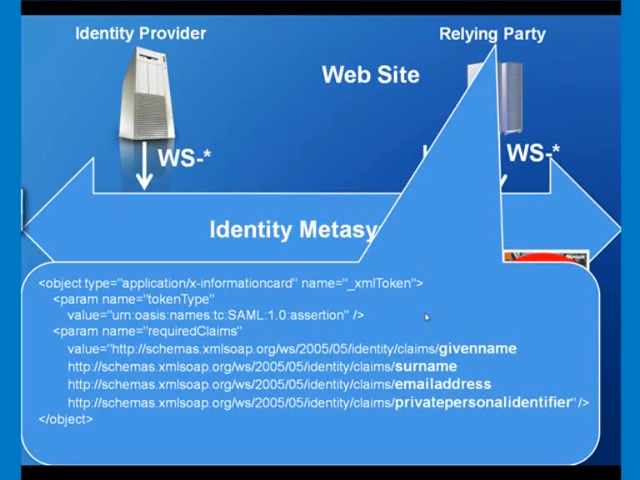 Identity Provider
Relying Party
Web Site
WS-*
WS-*
Identity Metasy
<object type="application/x-informationcard" name="_xmlToken">
<param name="tokenType"
value="urn:oasis:names:tc:SAML:1.0:assertion" />
<param name="requiredClaims"
value="http://schemas.xmlsoap.org/ws/2005/05/identity/claims/givenname
http://schemas.xmlsoap.org/ws/2005/05/identity/claims/surname
http://schemas.xmlsoap.org/ws/2005/05/identity/claims/emailaddress
http://schemas.xmlsoap.org/ws/2005/05/identity/claims/privatepersonalidentifier" />
</object>